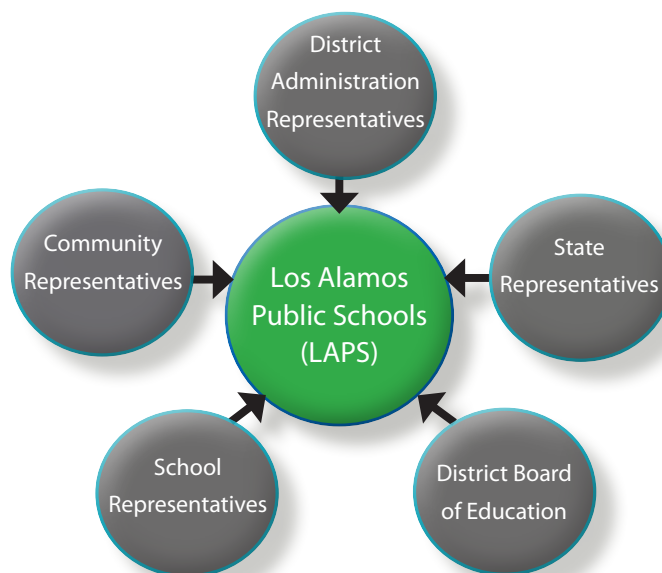 District
Administration
Representatives
Community
Representatives
State
Representatives
Los Alamos
Public Schools
(LAPS)
School
Representatives
District Board
of Education